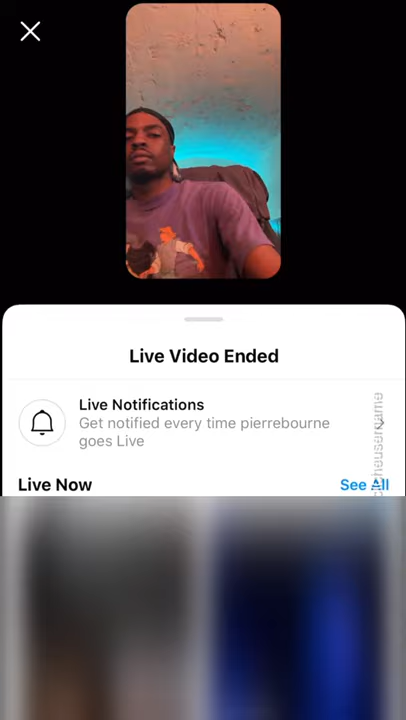 Live Video Ended
Live Notifications
Get notified every time pierrebourne
goes Live
Live Now
See All